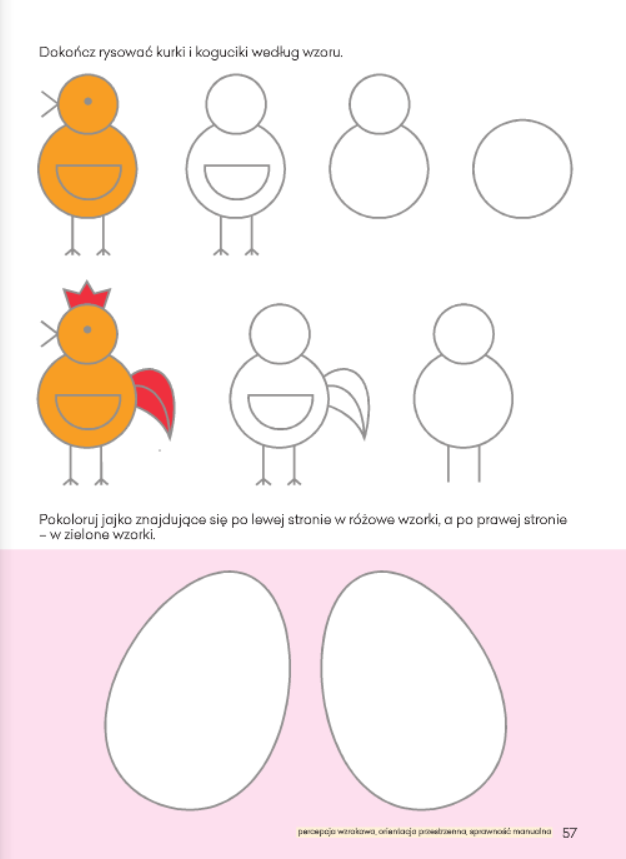 Dokończ rysować kurki i koguciki według wzoru.
Pokoloruj jajko znajdujące się po lewej stronie w różowe wzorki, a po prawej stronie
– w zielone wzorki.
percepcja wzrokowa, orientacja przestrzenna, sprawność manualna 57